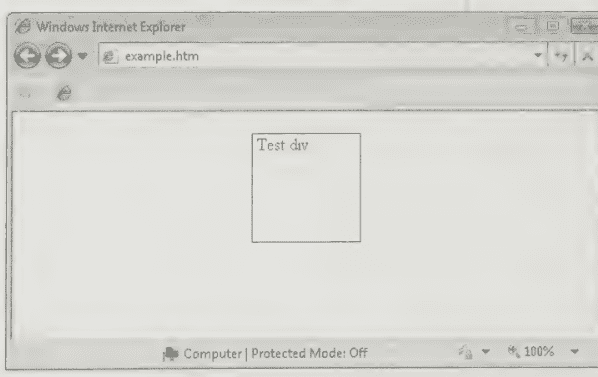 Windows Internet Explorer
example.htm
Test div
Computer | Protected Mode: Off
100%